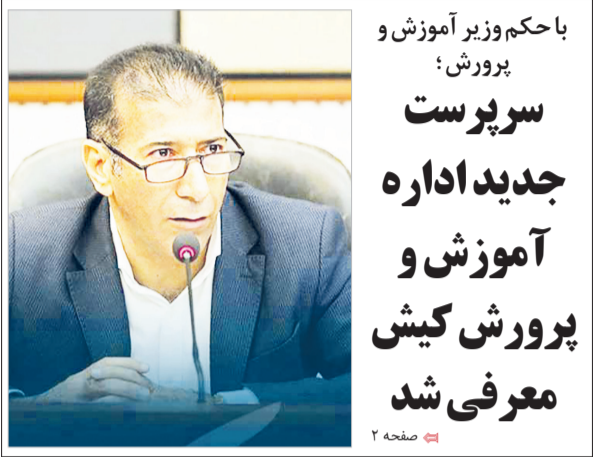 با حکم وزیر آموزش و
پرورش ؛
سرپرست
جدید اداره
آموزش و
پرورش کیش
معرفی شد
صفحه ۲